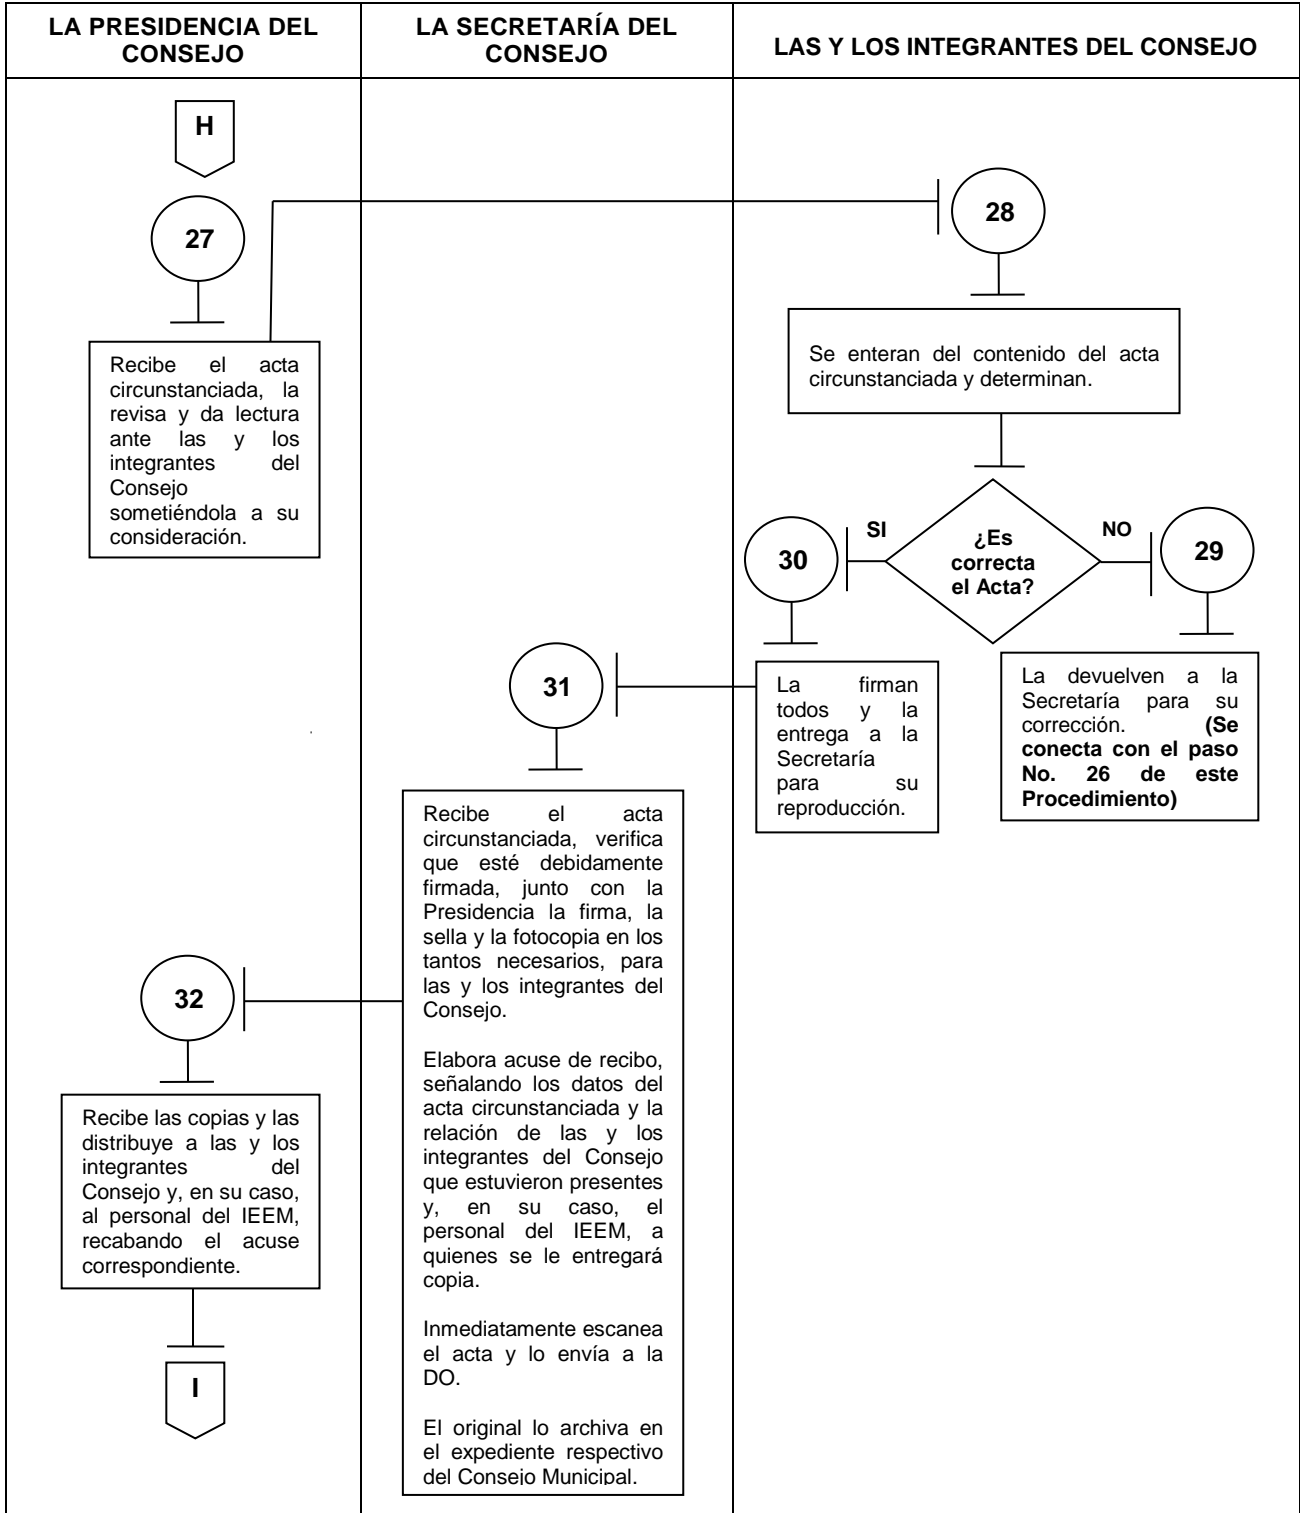 LA PRESIDENCIA DEL
CONSEJO
LA SECRETARÍA DEL
CONSEJO
LAS Y LOS INTEGRANTES DEL CONSEJO
H
27
Recibe el acta
circunstanciada, la
revisa y da lectura
ante las y los
integrantes del
Consejo
sometiéndola a su
consideración.
28
Se enteran del contenido del acta
circunstanciada y determinan.
¿Es
correcta
el Acta?
SI
NO
29
La devuelven a la
Secretaría para su
corrección. (Se
conecta con el paso
No. 26 de este
Procedimiento)
30
La firman
todos y la
entrega a la
Secretaría
para su
reproducción.
31
Recibe el acta
circunstanciada, verifica
que esté debidamente
firmada, junto con la
Presidencia la firma, la
sella y la fotocopia en los
tantos necesarios, para
las y los integrantes del
Consejo.
Elabora acuse de recibo,
señalando los datos del
acta circunstanciada y la
relación de las y los
integrantes del Consejo
que estuvieron presentes
y, en su caso, el
personal del IEEM, a
quienes se le entregará
copia.
Inmediatamente escanea
el acta y lo envía a la
DO.
El original lo archiva en
el expediente respectivo
del Consejo Municipal.
32
Recibe las copias y las
distribuye a las y los
integrantes del
Consejo y, en su caso,
al personal del IEEM,
recabando el acuse
correspondiente.
I